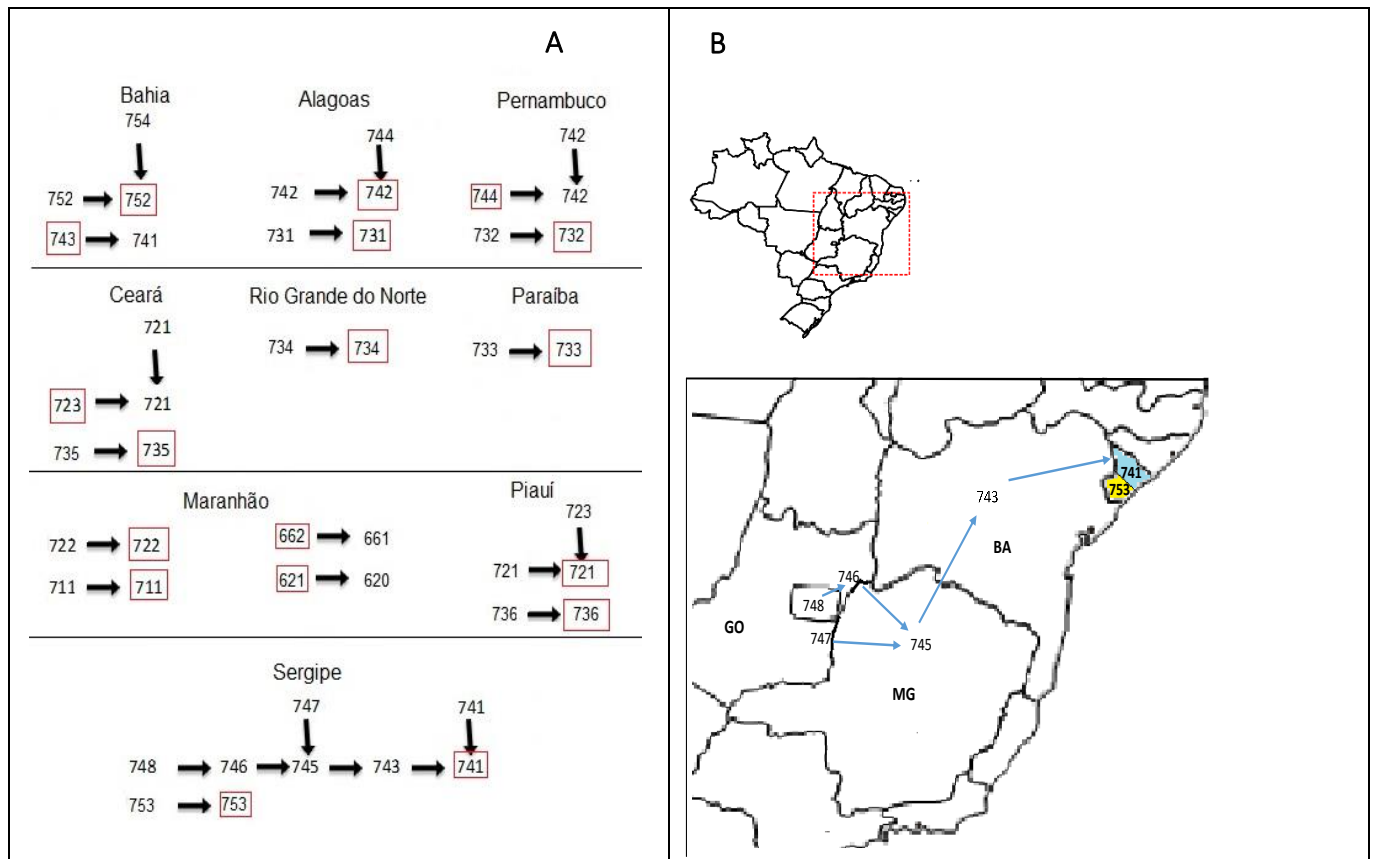 A
Bahia
754
752 752
743 741
Alagoas
744
742 742
731 731
Pernambuco
742
744 742
732 732
Ceará
721
723 721
735 735
Rio Grande do Norte
734 734
Paraíba
733 733
Maranhão
722 722
711 711
662 661
621 620
Piauí
723
721 721
736 736
Sergipe
747 741
748 746 745 743 741
753 753
B
741
753
743
BA
746
748
GO
747
745
MG